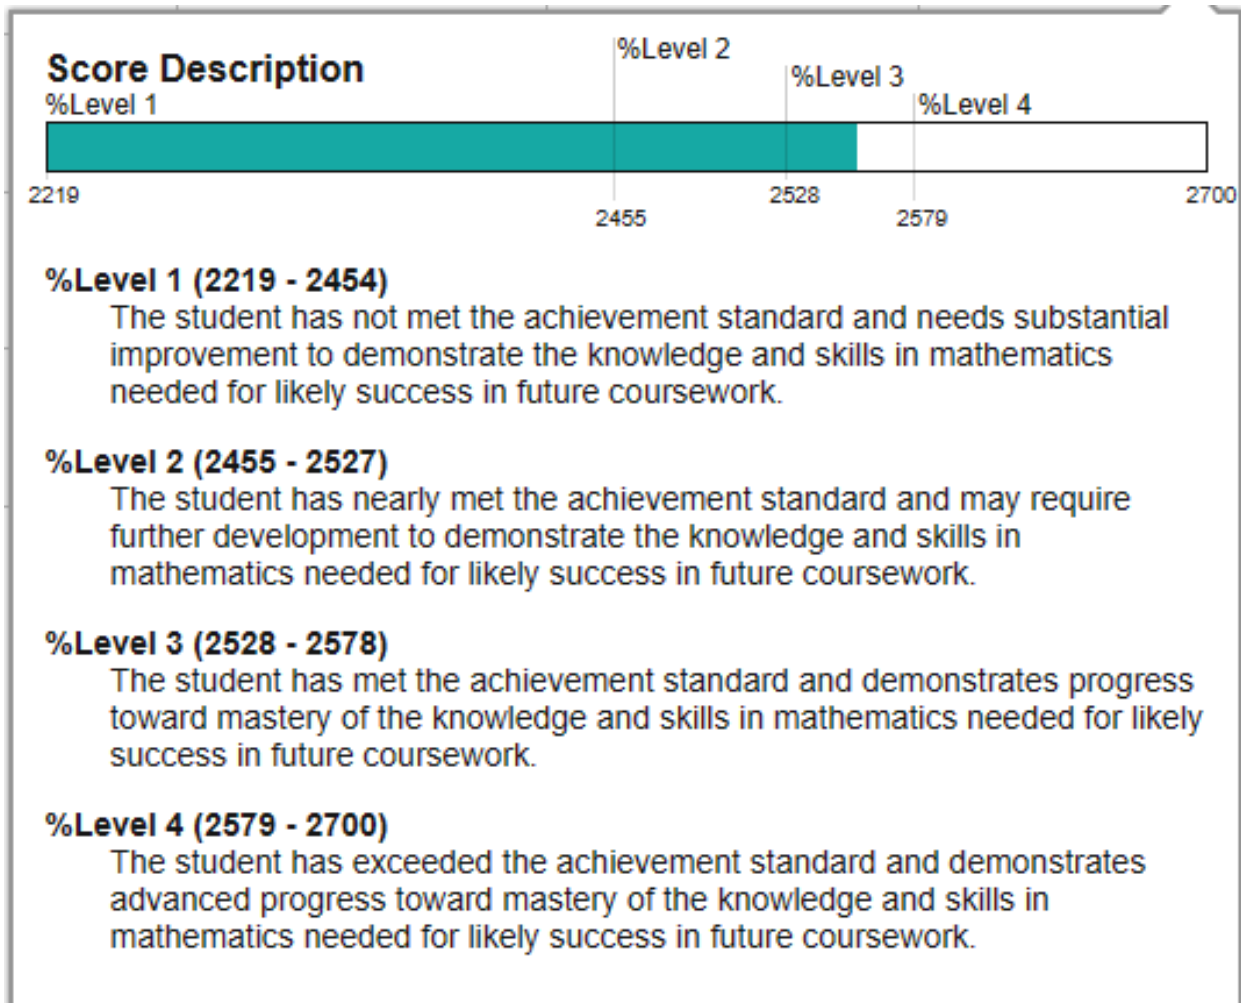 Score Description
%Level 1
%Level 2
%Level 3
%Level 4
2219
2455
2528
2579
2700
%Level 1 (2219 - 2454)
The student has not met the achievement standard and needs substantial
improvement to demonstrate the knowledge and skills in mathematics
needed for likely success in future coursework.
%Level 2 (2455 - 2527)
The student has nearly met the achievement standard and may require
further development to demonstrate the knowledge and skills in
mathematics needed for likely success in future coursework.
%Level 3 (2528 - 2578)
The student has met the achievement standard and demonstrates progress
toward mastery of the knowledge and skills in mathematics needed for likely
success in future coursework.
%Level 4 (2579 - 2700)
The student has exceeded the achievement standard and demonstrates
advanced progress toward mastery of the knowledge and skills in
mathematics needed for likely success in future coursework.